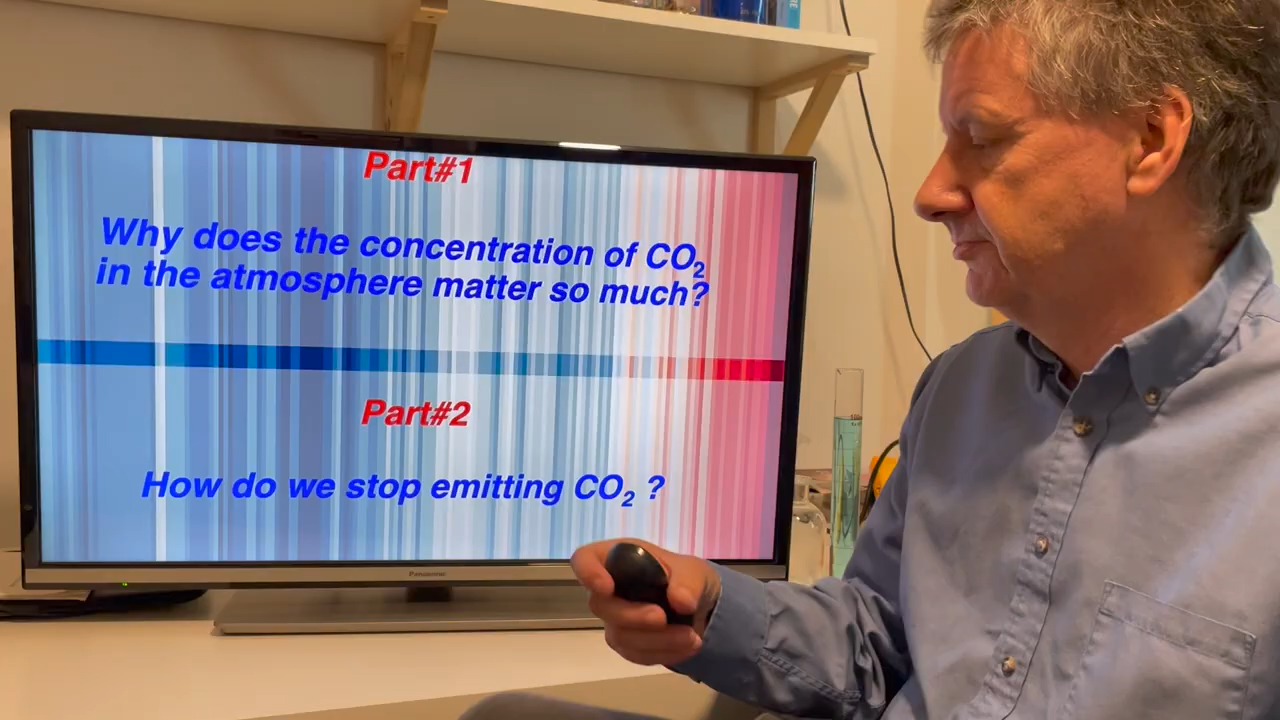 Part#1
Why does the concentration of CO₂
in the atmosphere matter so much?
Part#2
How do we stop emitting CO₂ ?
Panasonic